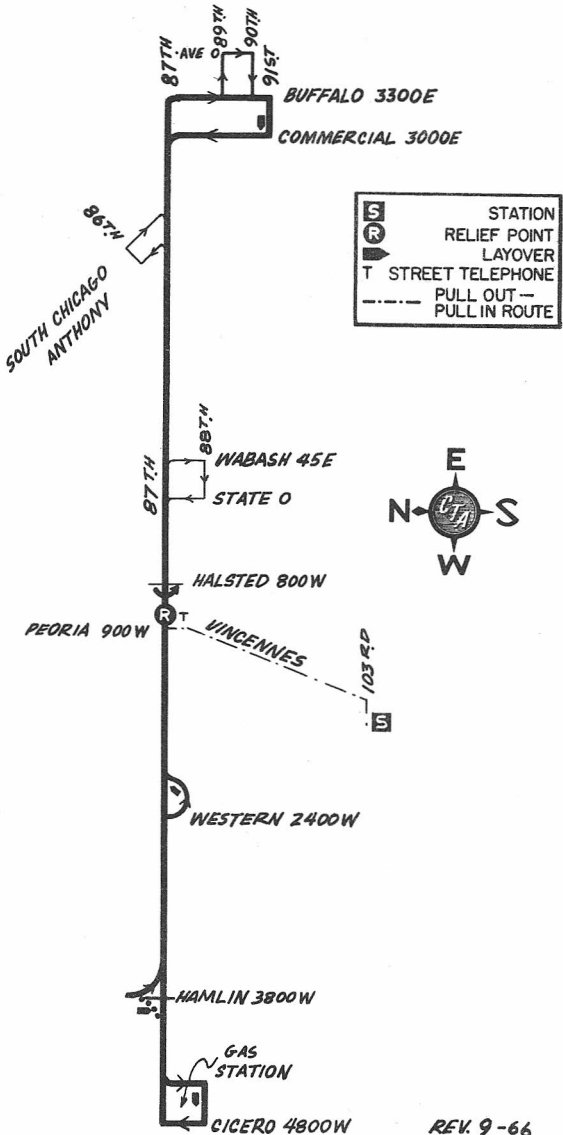 87TH
AVE O
89TH
90TH
91ST
BUFFALO 3300E
COMMERCIAL 3000E
86TH
SOUTH CHICAGO
ANTHONY
S STATION
R RELIEF POINT
LAYOVER
T STREET TELEPHONE
PULL OUT —
PULL IN ROUTE
87TH
88TH
WABASH 45E
STATE 0
E
N CTA S
W
HALSTED 800W
R T
PEORIA 900W
VINCENNES
103RD
S
WESTERN 2400W
HAMLIN 3800W
GAS
STATION
CICERO 4800W
REV. 9-66